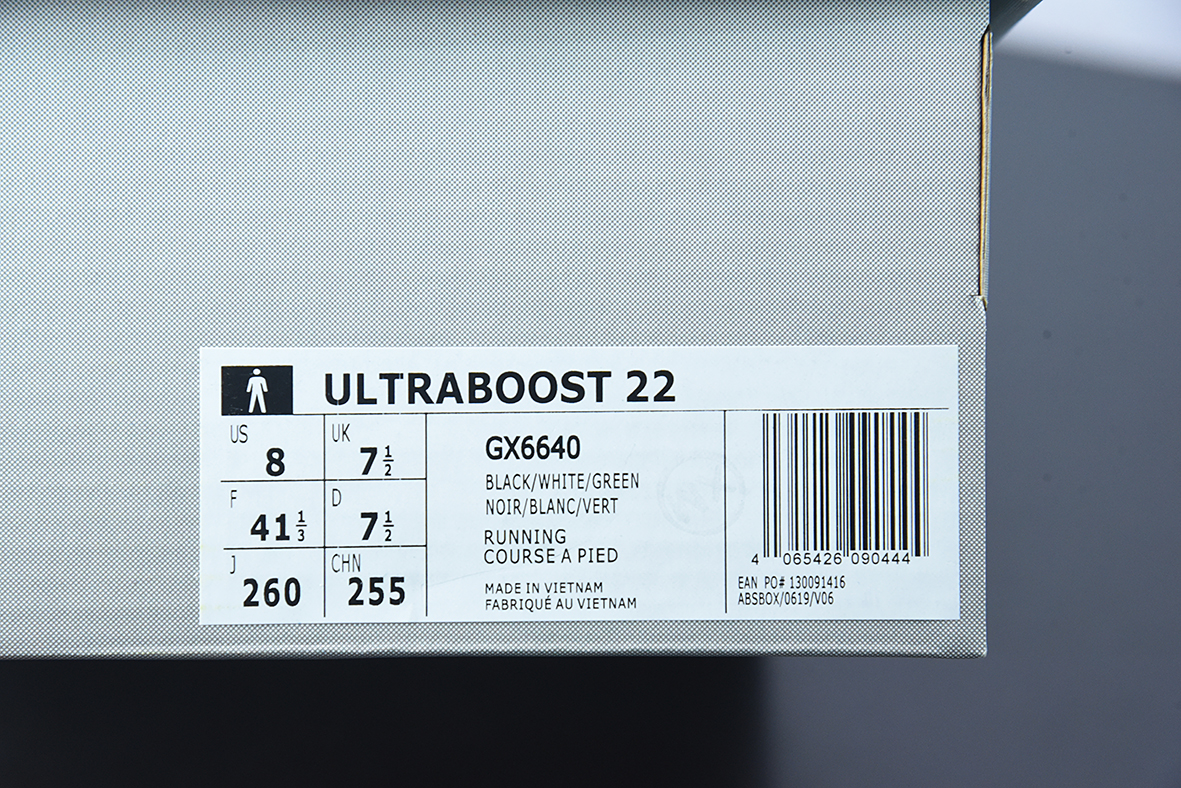 ULTRABOOST 22
US 8
UK 7 1/2
F 41 1/3
D 7 1/2
J 260
CHN 255
GX6640
BLACK/WHITE/GREEN
NOIR/BLANC/VERT
RUNNING
COURSE A PIED
MADE IN VIETNAM
FABRIQUÉ AU VIETNAM
4 065426 090444
EAN PO# 130091416
ABSBOX/0619/V06